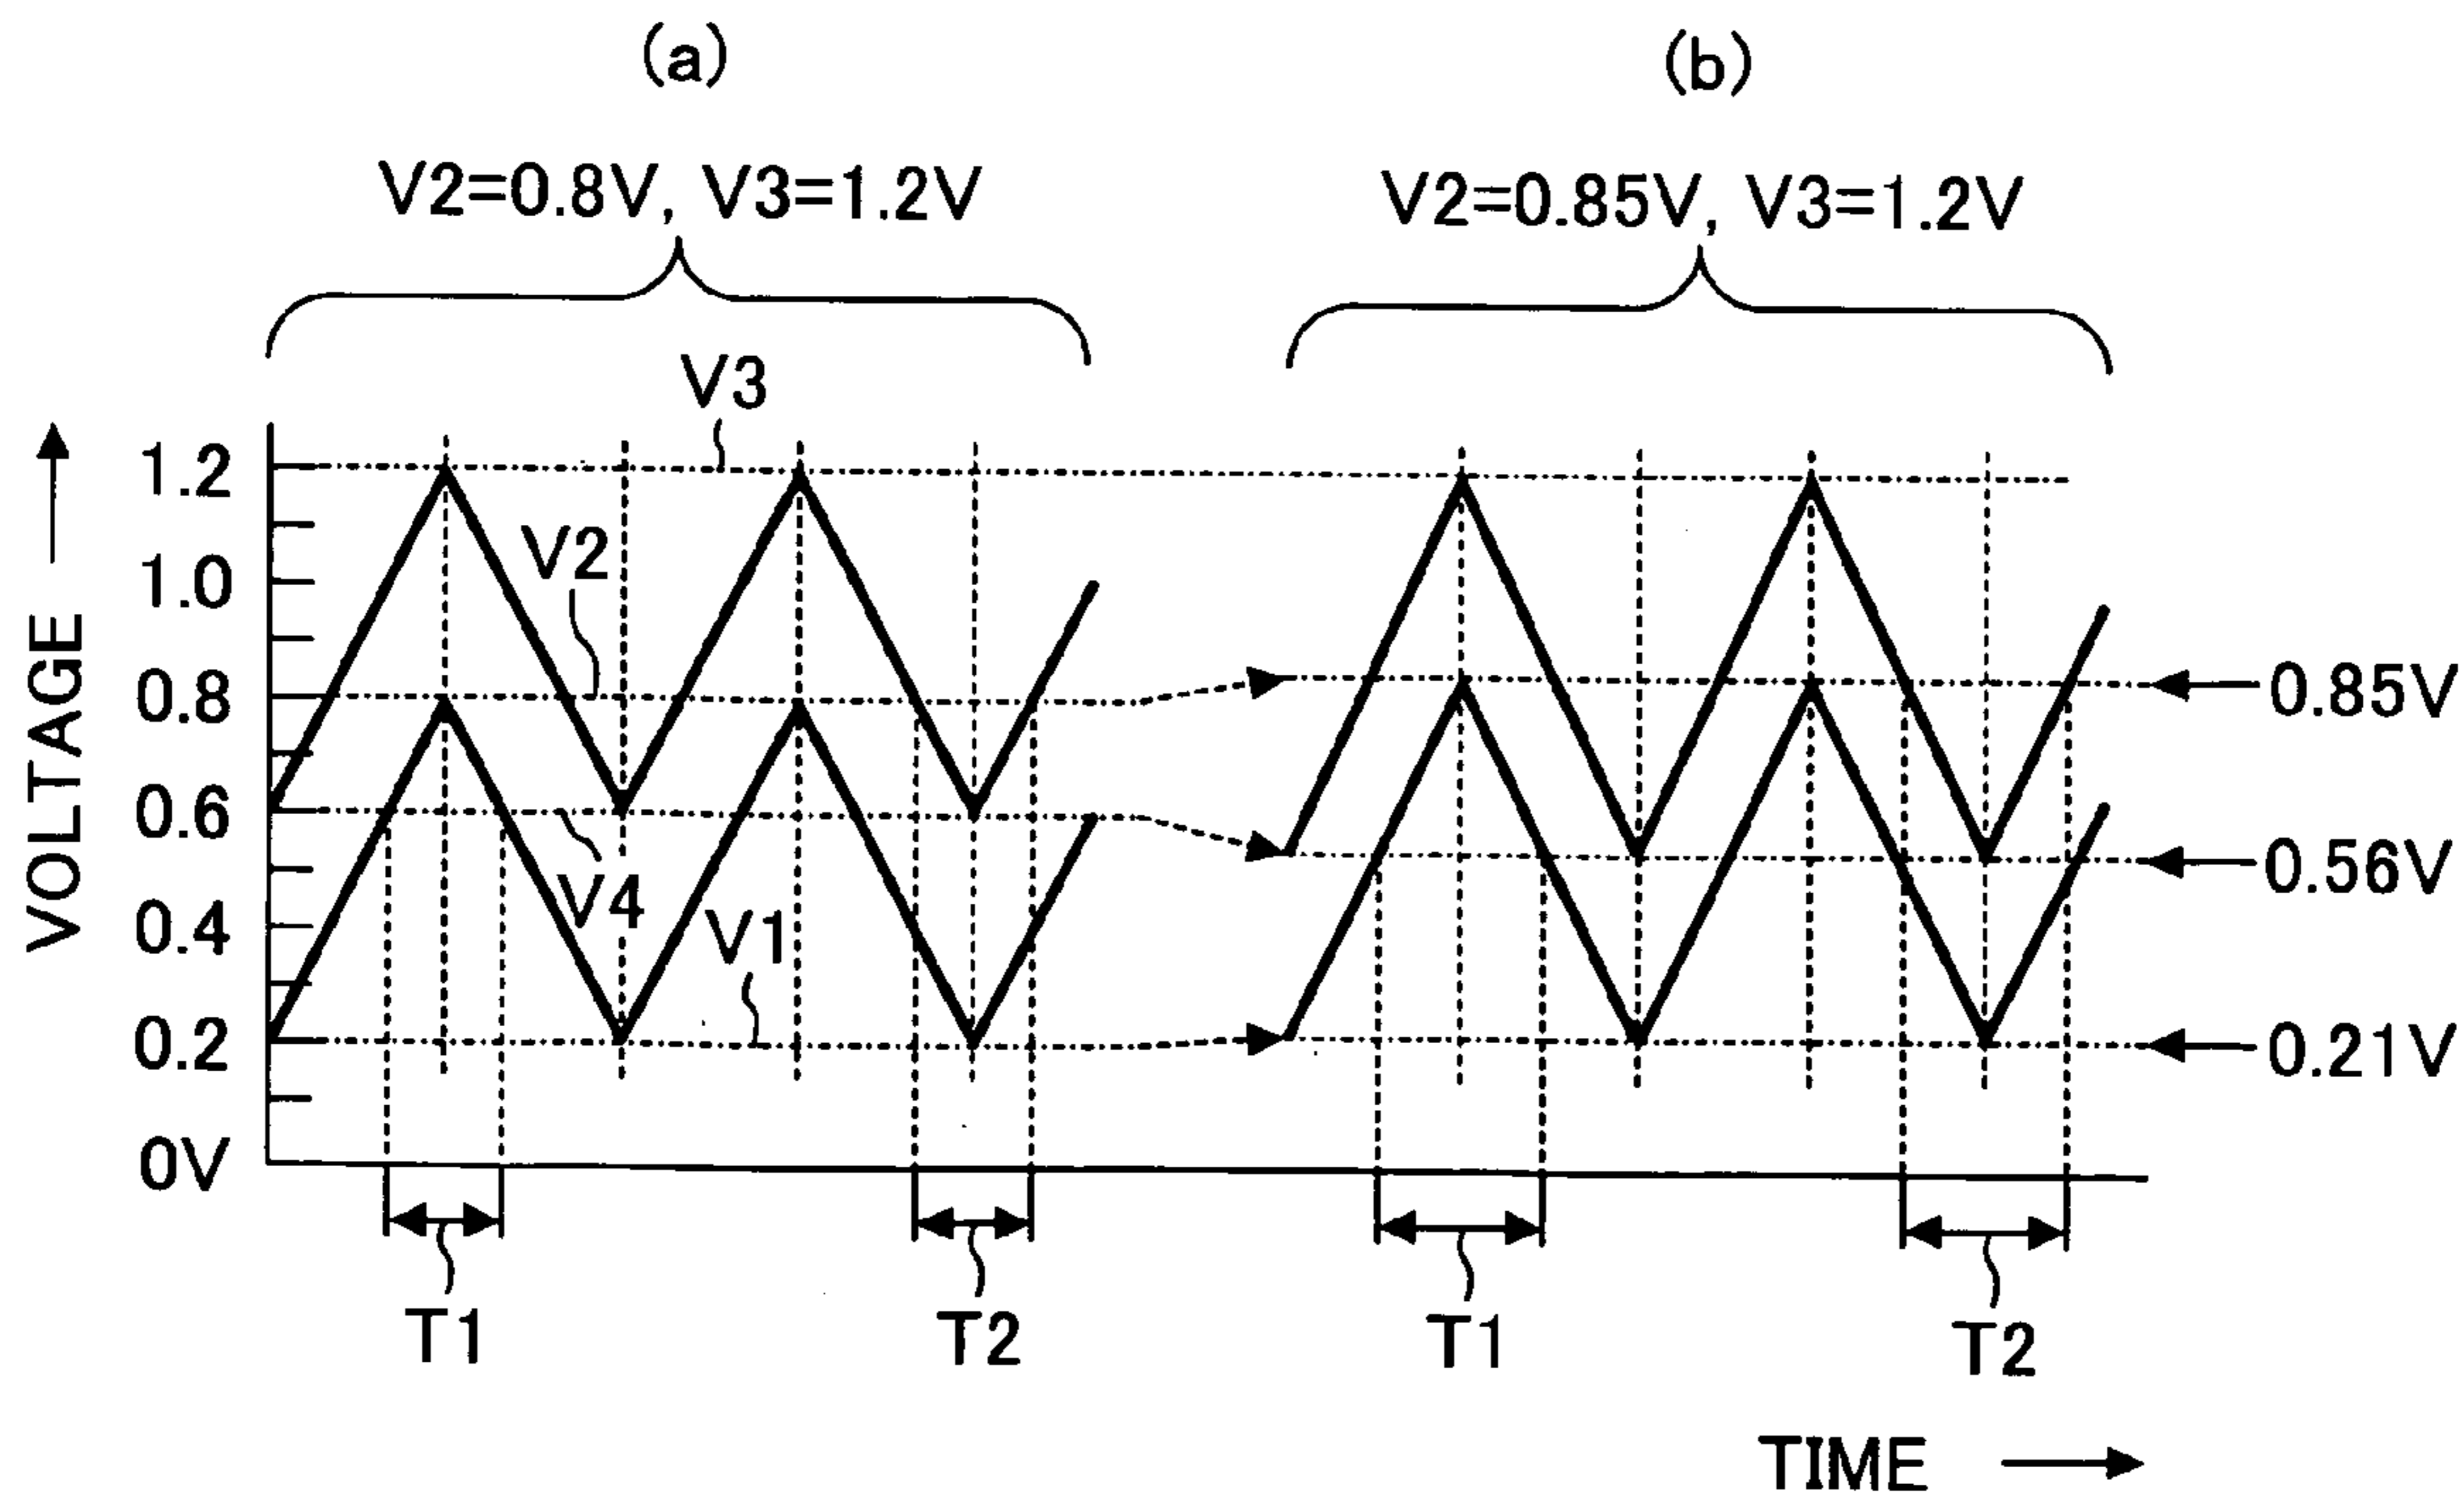 (a)
(b)
V2=0.8V, V3=1.2V
V2=0.85V, V3=1.2V
V3
1.2
V2
1.0
VOLTAGE
0.8
0.85V
0.6
0.56V
V4
V1
0.4
0.2
0.21V
0V
T1
T2
T1
T2
TIME